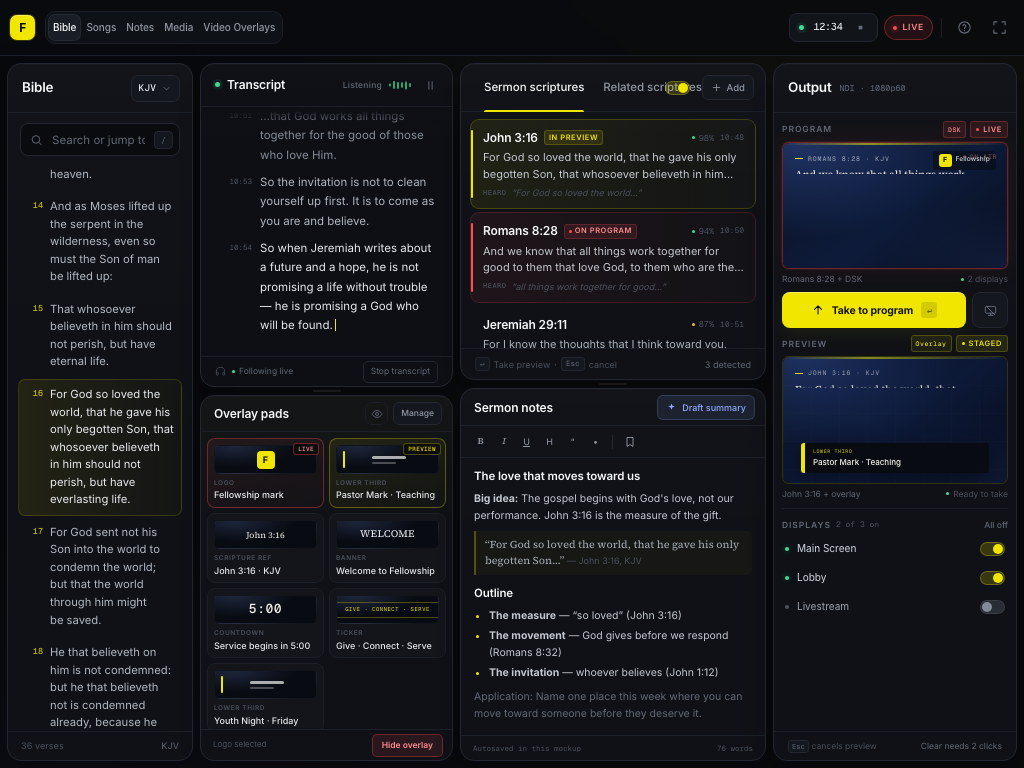 F
Bible
Songs
Notes
Media
Video Overlays
12:34
LIVE
Bible
KJV
Search or jump to
/
heaven.
14 And as Moses lifted up
the serpent in the
wilderness, even so
must the Son of man
be lifted up:
15 That whosoever
believeth in him should
not perish, but have
eternal life.
16 For God so loved the
world, that he gave his
only begotten Son, that
whosoever believeth
in him should not
perish, but have
everlasting life.
17 For God sent not his
Son into the world to
condemn the world;
but that the world
through him might
be saved.
18 He that believeth on
him is not condemned:
but he that believeth
not is condemned
already, because he
36 verses
KJV
Transcript
Listening
...that God works all things
together for the good of those
who love Him.
10:53 So the invitation is not to clean
yourself up first. It is to come as
you are and believe.
10:54 So when Jeremiah writes about
a future and a hope, he is not
promising a life without trouble
— he is promising a God who
will be found.
Following live
Stop transcript
Overlay pads
Manage
LIVE
F
LOGO
Fellowship mark
PREVIEW
LOWER THIRD
Pastor Mark · Teaching
John 3:16
SCRIPTURE REF
John 3:16 · KJV
WELCOME
BANNER
Welcome to Fellowship
5:00
COUNTDOWN
Service begins in 5:00
GIVE · CONNECT · SERVE
TICKER
Give · Connect · Serve
LOWER THIRD
Youth Night · Friday
Logo selected
Hide overlay
Sermon scriptures
Related scriptures
+ Add
John 3:16 IN PREVIEW
98% 10:48
For God so loved the world, that he gave his only
begotten Son, that whosoever believeth in him...
HEARD "For God so loved the world..."
Romans 8:28 ON PROGRAM
94% 10:50
And we know that all things work together for
good to them that love God, to them who are the...
HEARD "all things work together for good..."
Jeremiah 29:11
87% 10:51
For I know the thoughts that I think toward you,
↵ Take preview · Esc cancel
3 detected
Sermon notes
Draft summary
B I U H “ •
The love that moves toward us
Big idea: The gospel begins with God's love, not our
performance. John 3:16 is the measure of the gift.
“For God so loved the world, that he gave his only
begotten Son…” — John 3:16, KJV
Outline
• The measure — “so loved” (John 3:16)
• The movement — God gives before we respond
(Romans 8:32)
• The invitation — whoever believes (John 1:12)
Application: Name one place this week where you can
move toward someone before they deserve it.
Autosaved in this mockup
76 words
Output
NDI · 1080p60
PROGRAM
DSK
LIVE
ROMANS 8:28 · KJV
F Fellowship
And we know that all things work
Romans 8:28 + DSK
2 displays
Take to program ↵
PREVIEW
Overlay
STAGED
JOHN 3:16 · KJV
For God so loved the world, that
LOWER THIRD
Pastor Mark · Teaching
John 3:16 + overlay
Ready to take
DISPLAYS 2 of 3 on
All off
Main Screen
Lobby
Livestream
Esc cancels preview
Clear needs 2 clicks